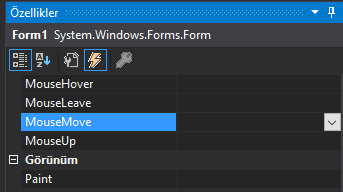 Özellikler
Form1 System.Windows.Forms.Form
MouseHover
MouseLeave
MouseMove
MouseUp
Görünüm
Paint